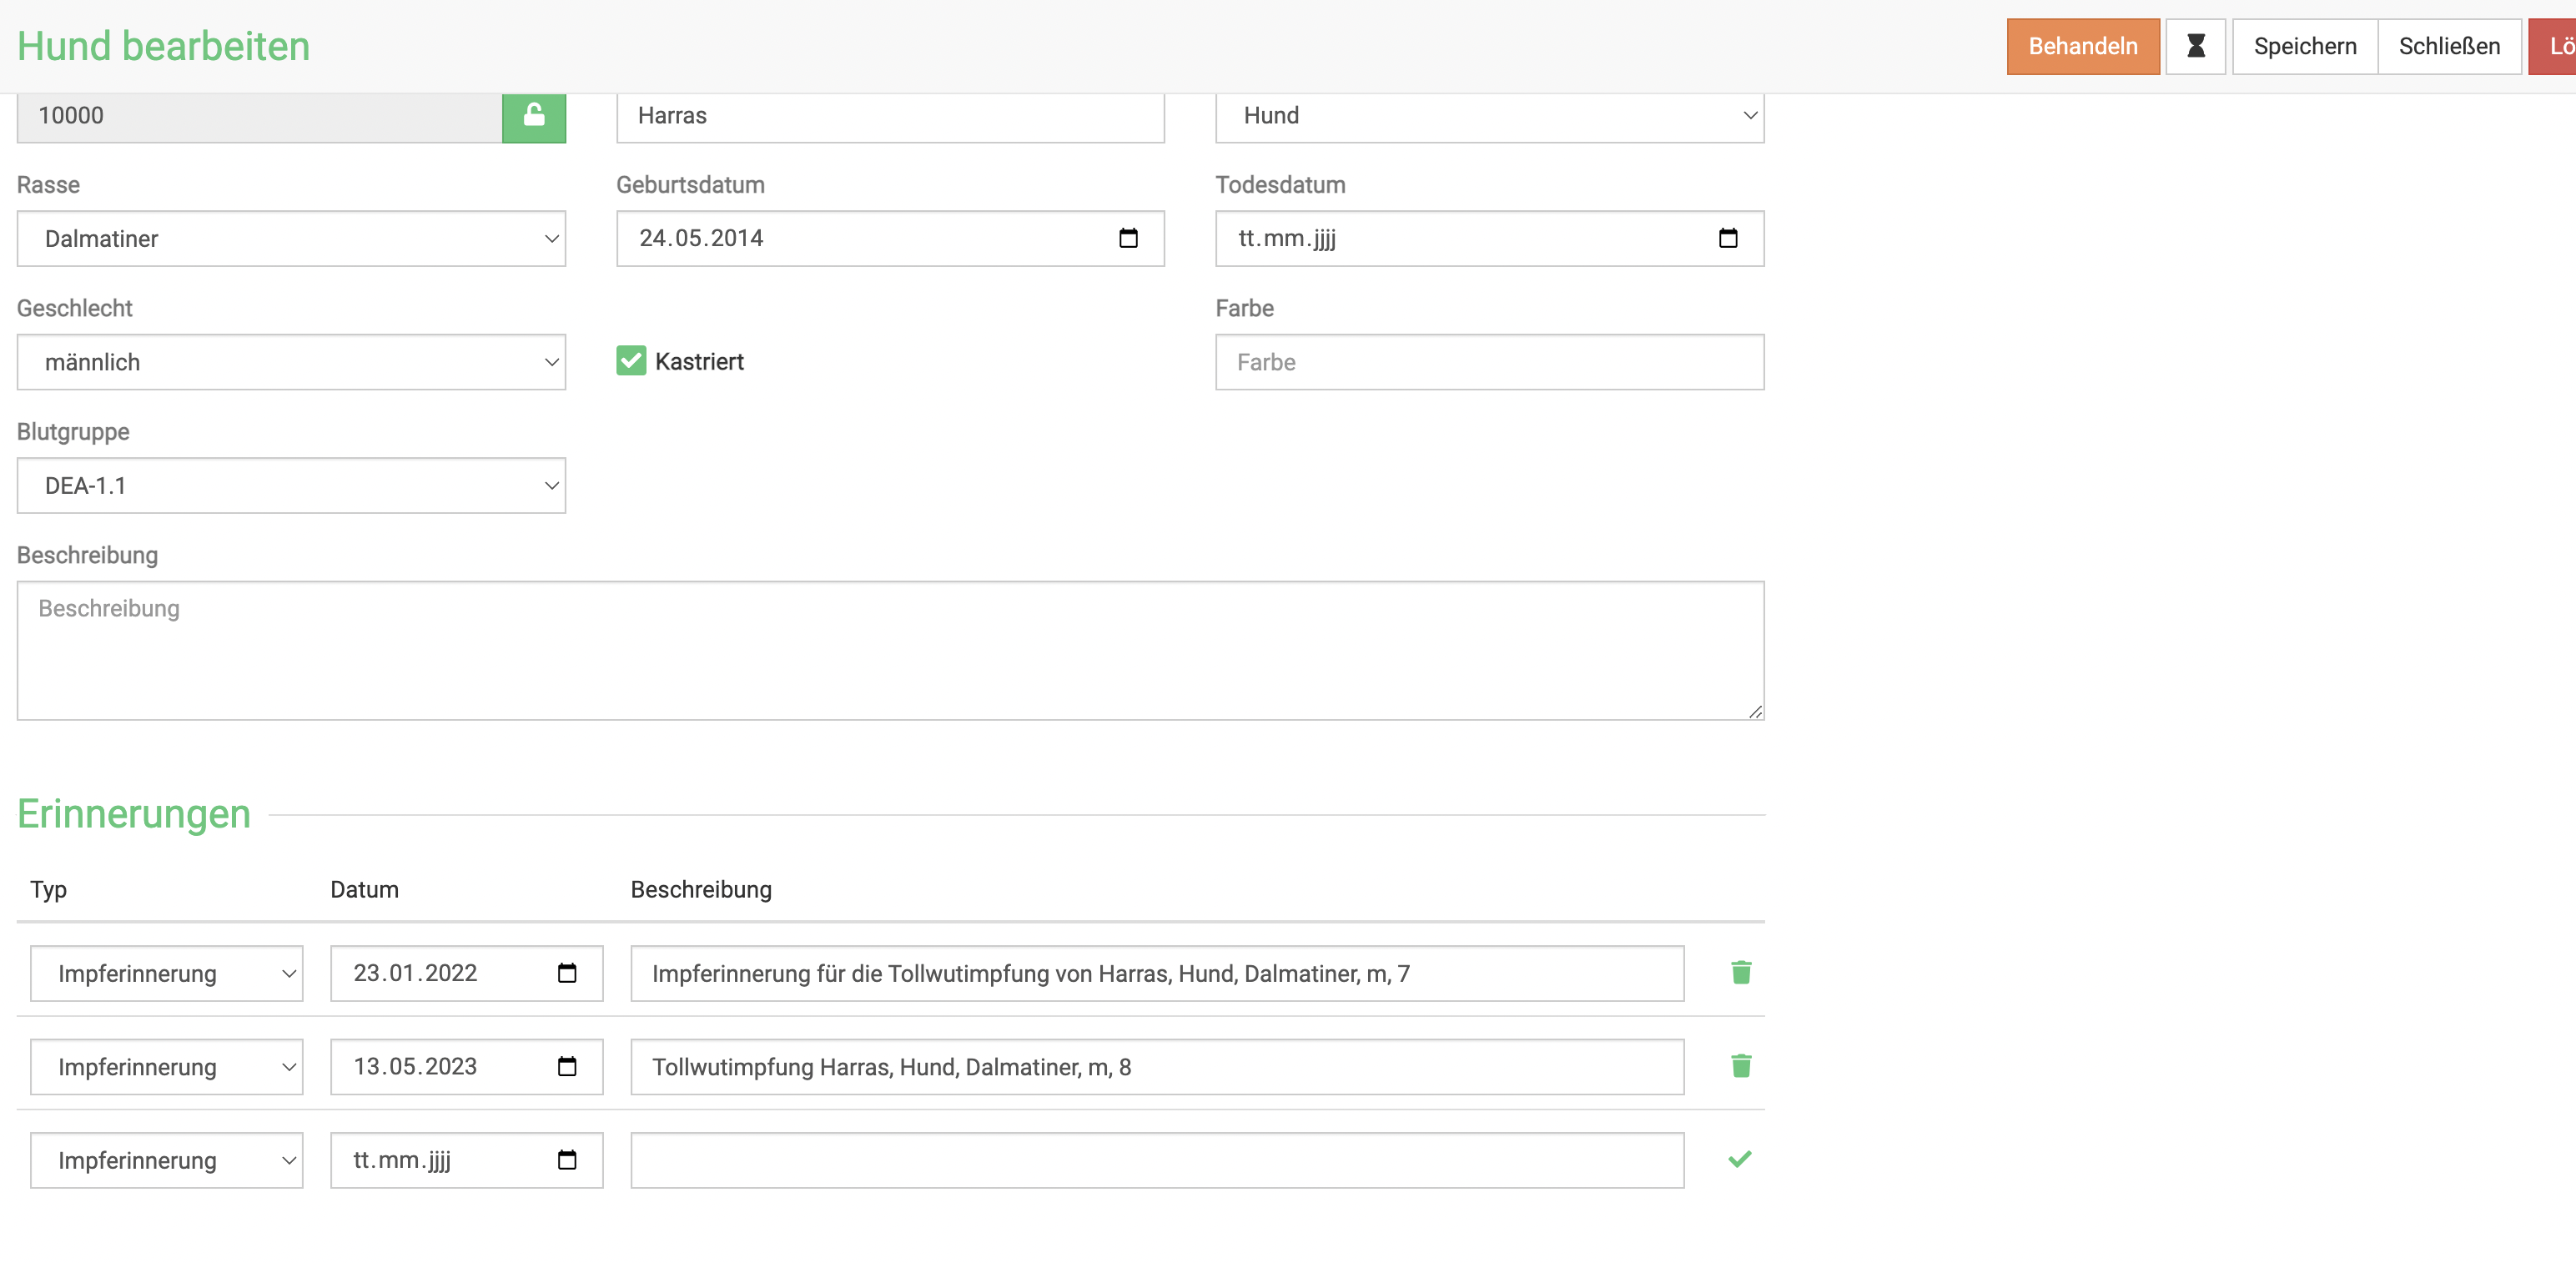 Hund bearbeiten
Behandeln
Speichern
Schließen
Lö
10000
Harras
Hund
Rasse
Geburtsdatum
Todesdatum
Dalmatiner
24.05.2014
tt.mm.jjjj
Geschlecht
Farbe
männlich
Kastriert
Farbe
Blutgruppe
DEA-1.1
Beschreibung
Beschreibung
Erinnerungen
Typ
Datum
Beschreibung
Impferinnerung
23.01.2022
Impferinnerung für die Tollwutimpfung von Harras, Hund, Dalmatiner, m, 7
Impferinnerung
13.05.2023
Tollwutimpfung Harras, Hund, Dalmatiner, m, 8
Impferinnerung
tt.mm.jjjj